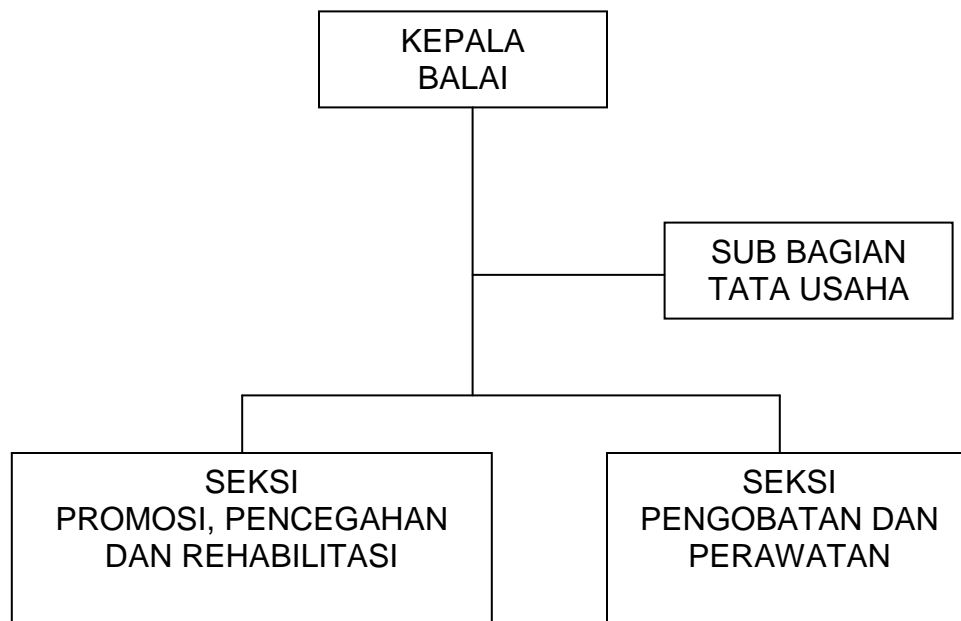 KEPALA
BALAI
SUB BAGIAN
TATA USAHA
SEKSI
PROMOSI, PENCEGAHAN
DAN REHABILITASI
SEKSI
PENGOBATAN DAN
PERAWATAN